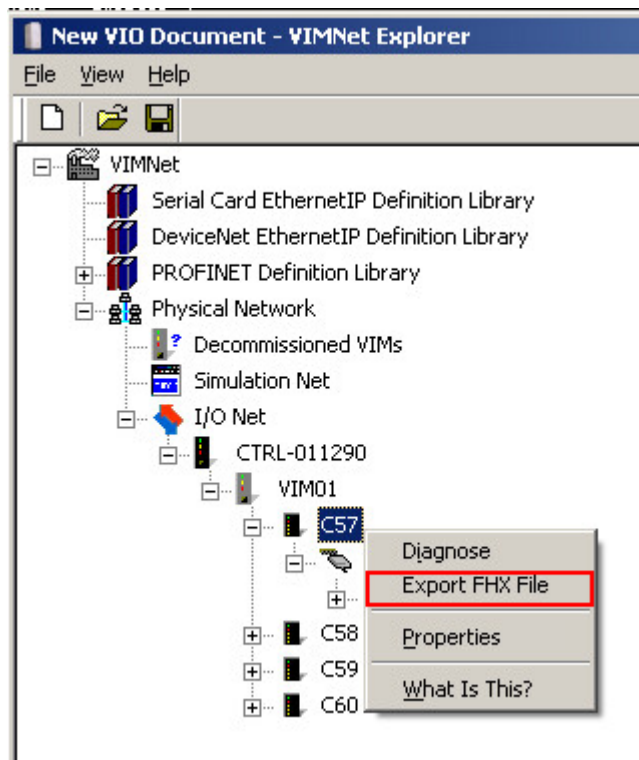 New VIO Document - VIMNet Explorer
File View Help
VIMNet
Serial Card EthernetIP Definition Library
DeviceNet EthernetIP Definition Library
PROFINET Definition Library
Physical Network
Decommissioned VIMs
Simulation Net
I/O Net
CTRL-011290
VIM01
C57
Diagnose
Export FHX File
Properties
What Is This?
C58
C59
C60